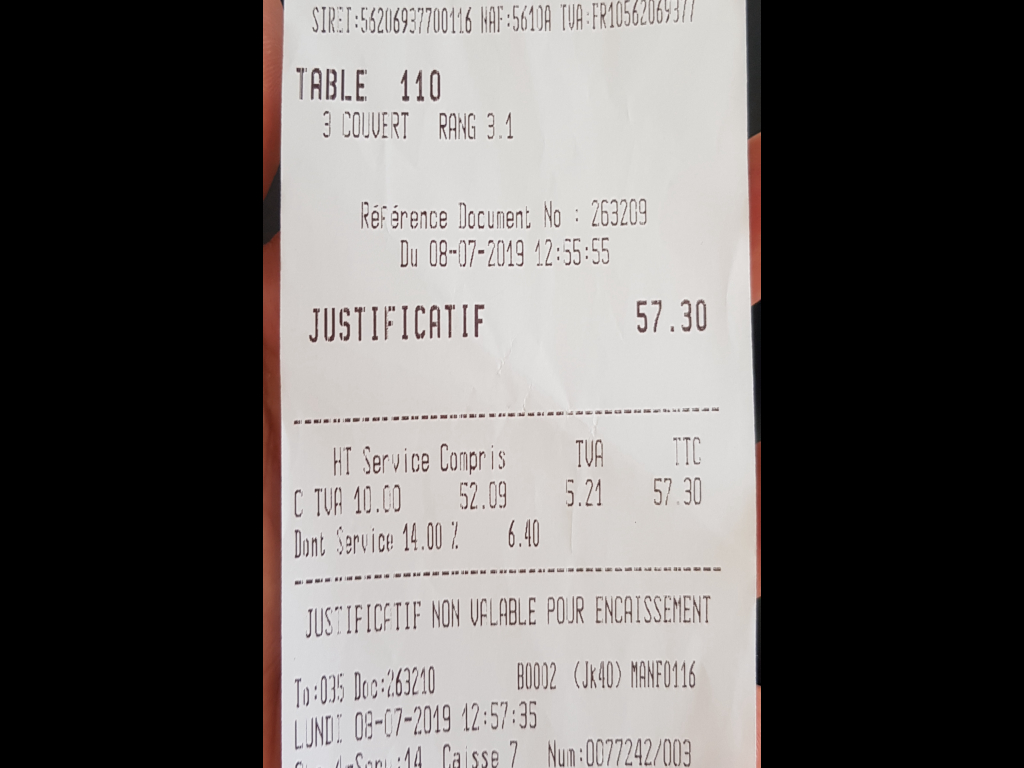 SIRET:56206937700116 NAF:5610A TVA:FR10562069377
TABLE 110
3 COUVERT RANG 3.1
Référence Document No : 263209
Du 08-07-2019 12:55:55
JUSTIFICATIF 57.30
HT Service Compris TVA TTC
C TVA 10.00 52.09 5.21 57.30
Dont Service 14.00 % 6.40
JUSTIFICATIF NON VALABLE POUR ENCAISSEMENT
To:035 Doc:263210 B0002 (Jk40) MANF0116
LUNDI 08-07-2019 12:57:35
Caisse 7 Num:0077242/003